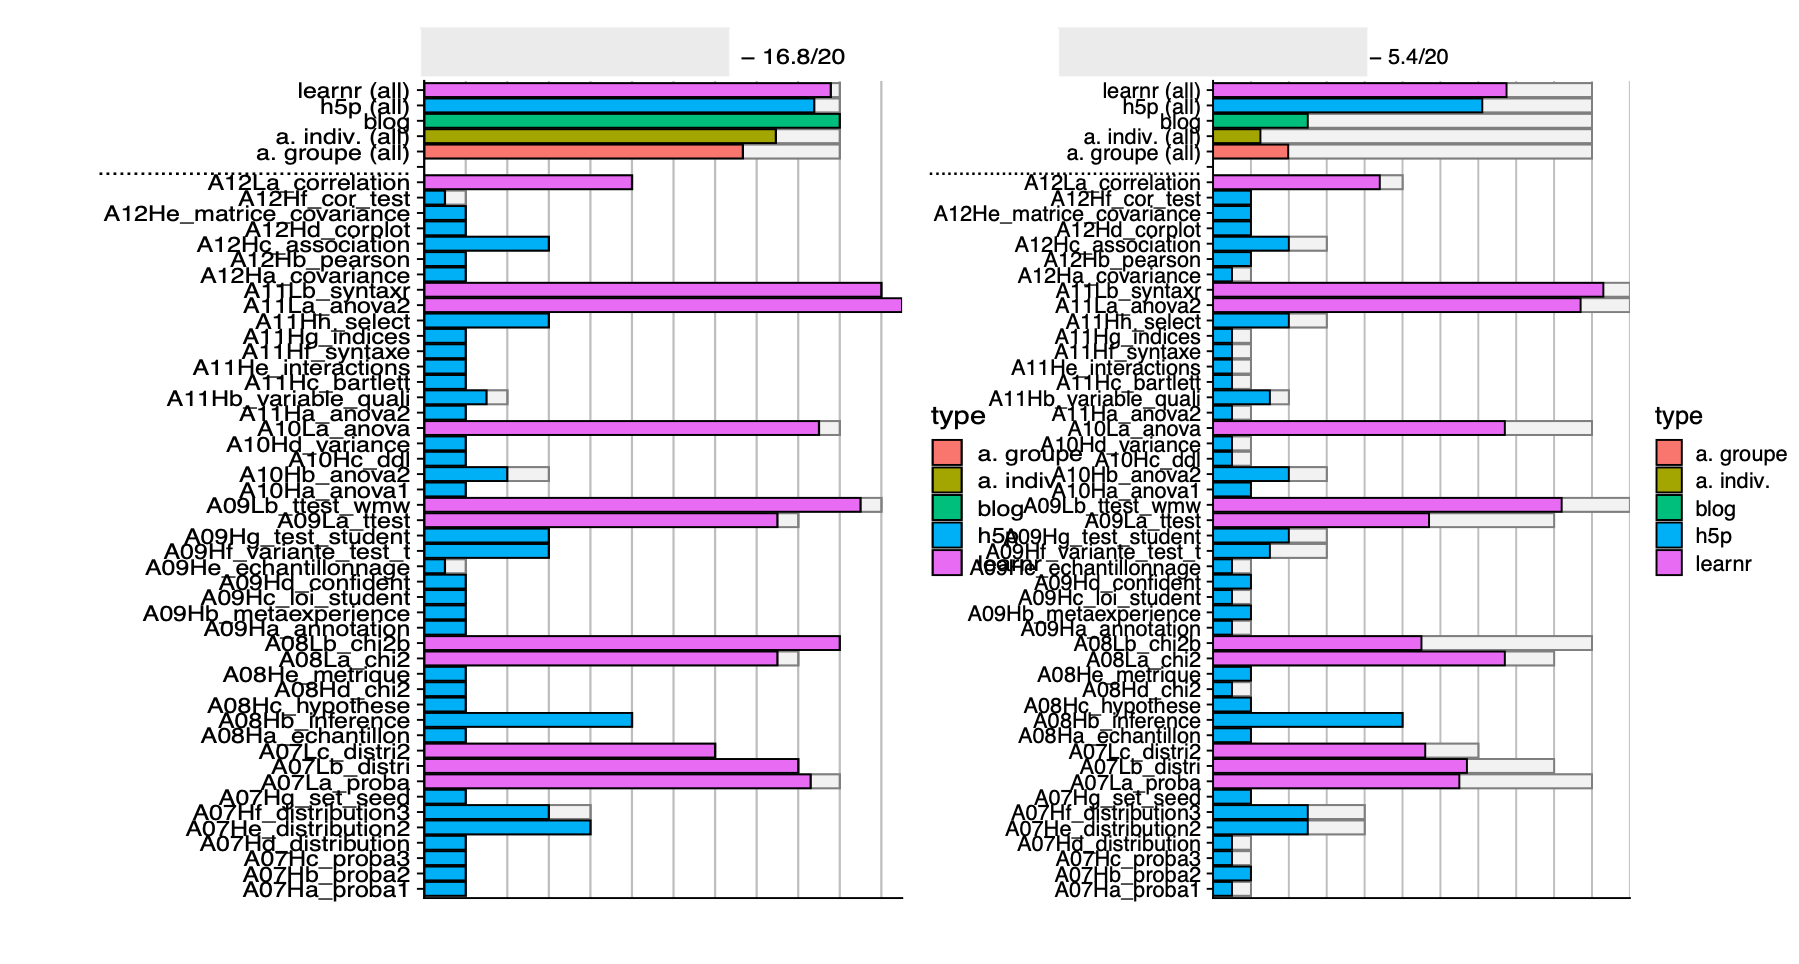 – 16.8/20
learnr (all)
h5p (all)
blog
a. indiv. (all)
a. groupe (all)
A12La_correlation
A12Hf_cor_test
A12He_matrice_covariance
A12Hd_corplot
A12Hc_association
A12Hb_pearson
A12Ha_covariance
A11Lb_syntaxr
A11La_anova2
A11Hh_select
A11Hg_indices
A11Hf_syntaxe
A11He_interactions
A11Hc_bartlett
A11Hb_variable_quali
A11Ha_anova2
A10La_anova
A10Hd_variance
A10Hc_ddl
A10Hb_anova2
A10Ha_anova1
A09Lb_ttest_wmw
A09La_ttest
A09Hg_test_student
A09Hf_variante_test_t
A09He_echantillonnage
A09Hd_confident
A09Hc_loi_student
A09Hb_metaexperience
A09Ha_annotation
A08Lb_chi2b
A08La_chi2
A08He_metrique
A08Hd_chi2
A08Hc_hypothese
A08Hb_inference
A08Ha_echantillon
A07Lc_distri2
A07Lb_distri
A07La_proba
A07Hg_set_seed
A07Hf_distribution3
A07He_distribution2
A07Hd_distribution
A07Hc_proba3
A07Hb_proba2
A07Ha_proba1
type
a. groupe
a. indiv.
blog
h5p
learnr
– 5.4/20
learnr (all)
h5p (all)
blog
a. indiv. (all)
a. groupe (all)
A12La_correlation
A12Hf_cor_test
A12He_matrice_covariance
A12Hd_corplot
A12Hc_association
A12Hb_pearson
A12Ha_covariance
A11Lb_syntaxr
A11La_anova2
A11Hh_select
A11Hg_indices
A11Hf_syntaxe
A11He_interactions
A11Hc_bartlett
A11Hb_variable_quali
A11Ha_anova2
A10La_anova
A10Hd_variance
A10Hc_ddl
A10Hb_anova2
A10Ha_anova1
A09Lb_ttest_wmw
A09La_ttest
A09Hg_test_student
A09Hf_variante_test_t
A09He_echantillonnage
A09Hd_confident
A09Hc_loi_student
A09Hb_metaexperience
A09Ha_annotation
A08Lb_chi2b
A08La_chi2
A08He_metrique
A08Hd_chi2
A08Hc_hypothese
A08Hb_inference
A08Ha_echantillon
A07Lc_distri2
A07Lb_distri
A07La_proba
A07Hg_set_seed
A07Hf_distribution3
A07He_distribution2
A07Hd_distribution
A07Hc_proba3
A07Hb_proba2
A07Ha_proba1
type
a. groupe
a. indiv.
blog
h5p
learnr